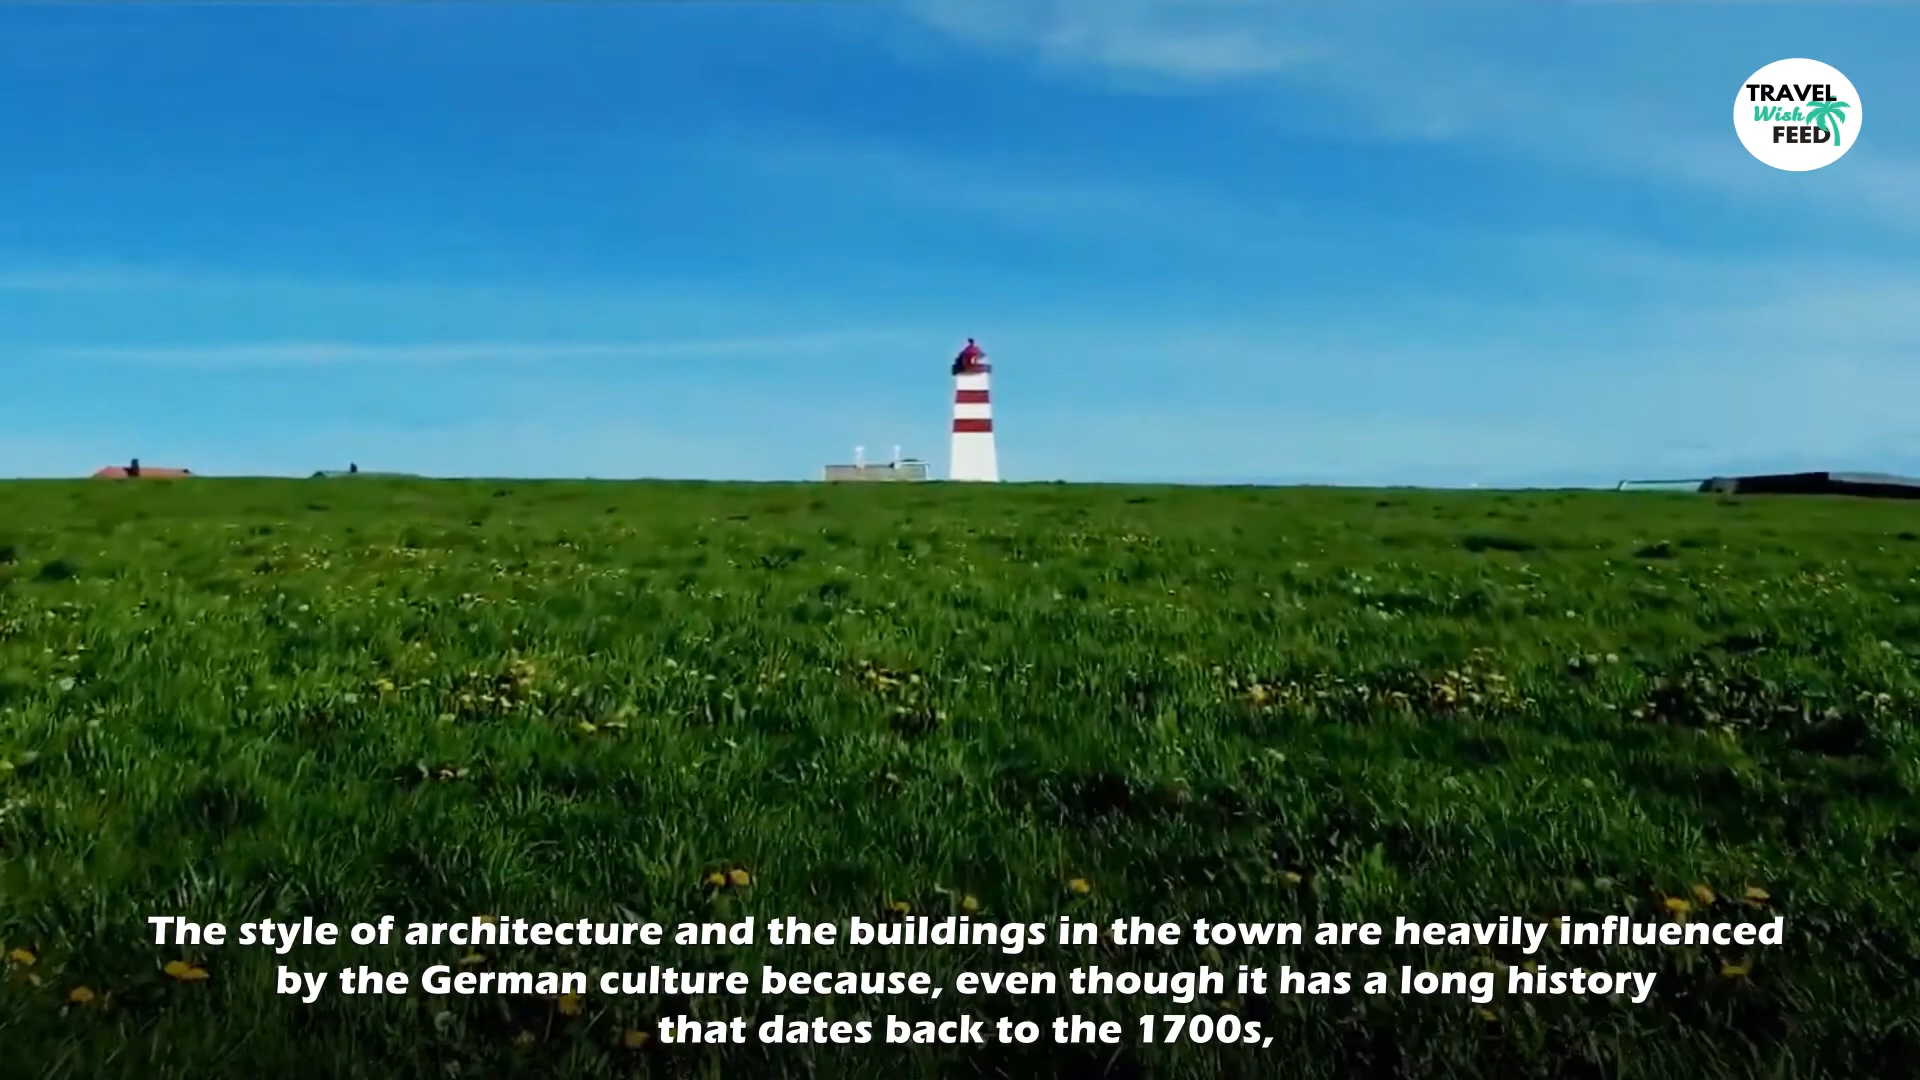 TRAVEL
Wish
FEED
The style of architecture and the buildings in the town are heavily influenced
by the German culture because, even though it has a long history
that dates back to the 1700s,